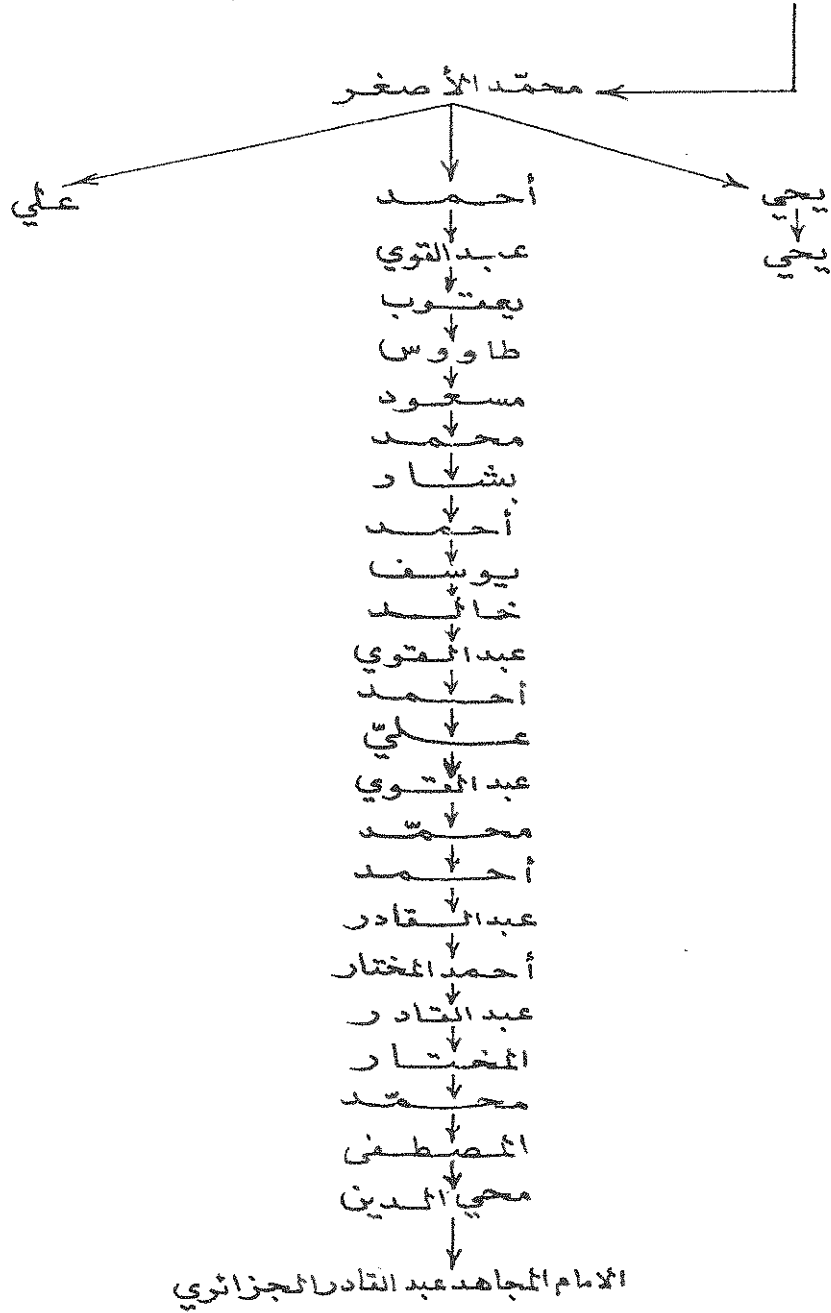 محمّد الأصغر
يحي
أحمد
علي
يحي
عبد القوي
يعقوب
طاووس
مسعود
محمد
بشار
أحمد
يوسف
خالد
عبد القوي
أحمد
عليّ
عبد القوي
محمّد
أحمد
عبد القادر
أحمد المختار
عبد القادر
المختار
محمّد
المصطفى
محي الدين
الامام المجاهد عبد القادر الجزائري